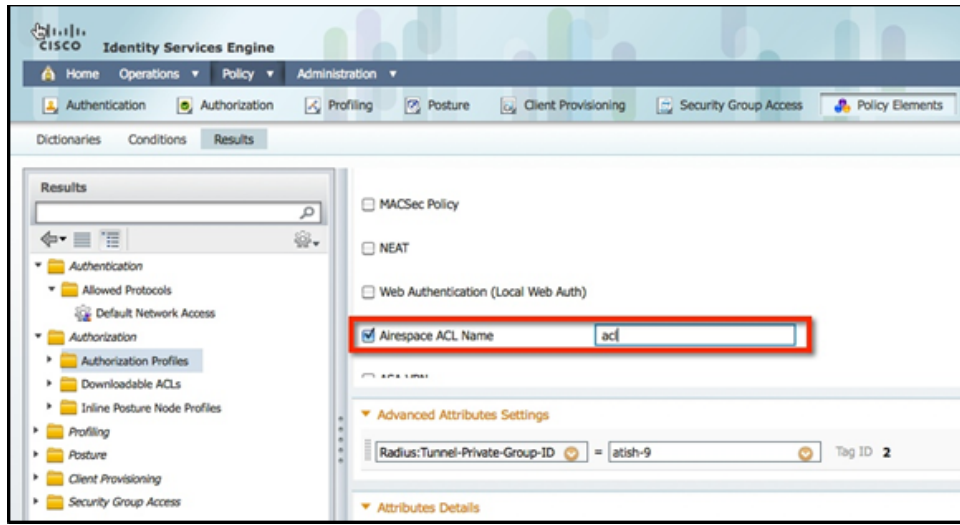 CISCO Identity Services Engine
Home Operations Policy Administration
Authentication Authorization Profiling Posture Client Provisioning Security Group Access Policy Elements
Dictionaries Conditions Results
Results
Authentication
Allowed Protocols
Default Network Access
Authorization
Authorization Profiles
Downloadable ACLs
Inline Posture Node Profiles
Profiling
Posture
Client Provisioning
Security Group Access
MACSec Policy
NEAT
Web Authentication (Local Web Auth)
Airespace ACL Name acl
ASA VPN
Advanced Attributes Settings
Radius:Tunnel-Private-Group-ID = atish-9 Tag ID 2
Attributes Details